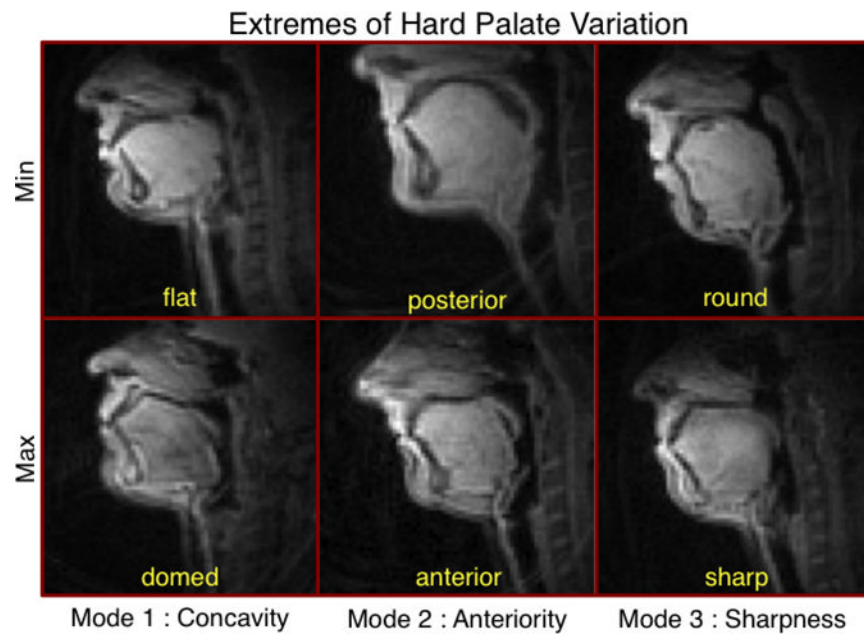 Extremes of Hard Palate Variation
Min
flat
posterior
round
Max
domed
anterior
sharp
Mode 1 : Concavity
Mode 2 : Anteriority
Mode 3 : Sharpness